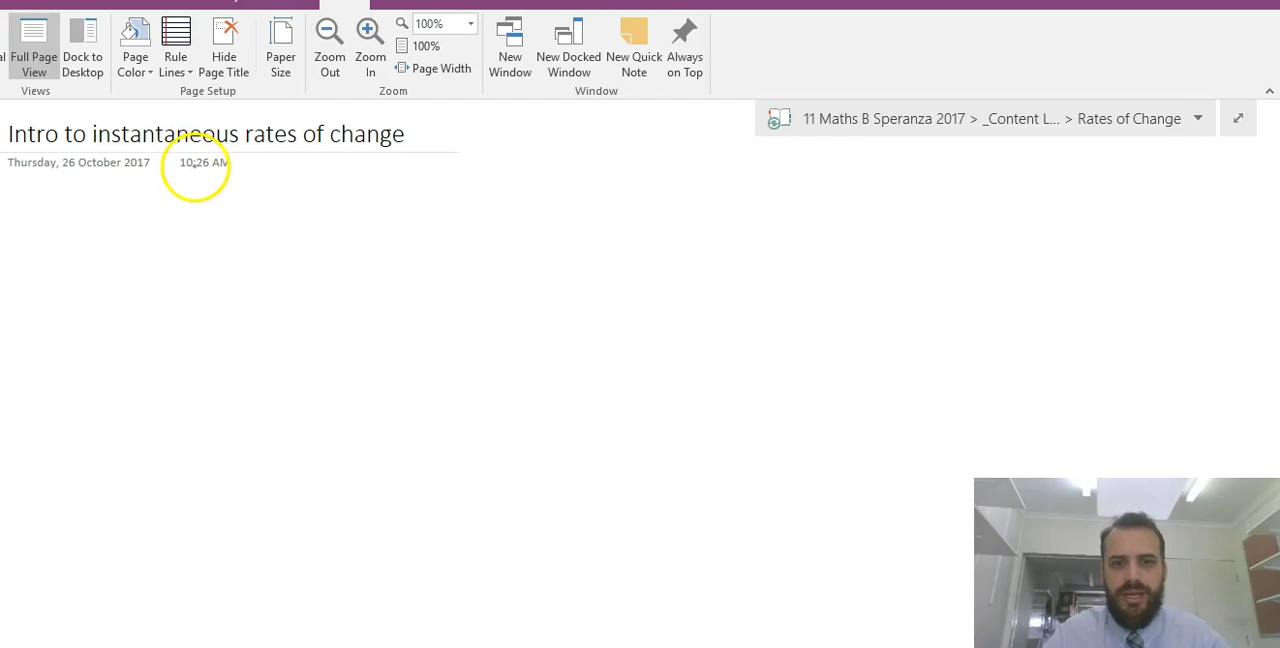 Full Page View
Dock to Desktop
Page Color
Rule Lines
Hide Page Title
Paper Size
Zoom Out
Zoom In
100%
100%
Page Width
New Window
New Docked Window
New Quick Note
Always on Top
Views
Page Setup
Zoom
Window
Intro to instantaneous rates of change
Thursday, 26 October 2017 10:26 AM
11 Maths B Speranza 2017 > _Content L... > Rates of Change